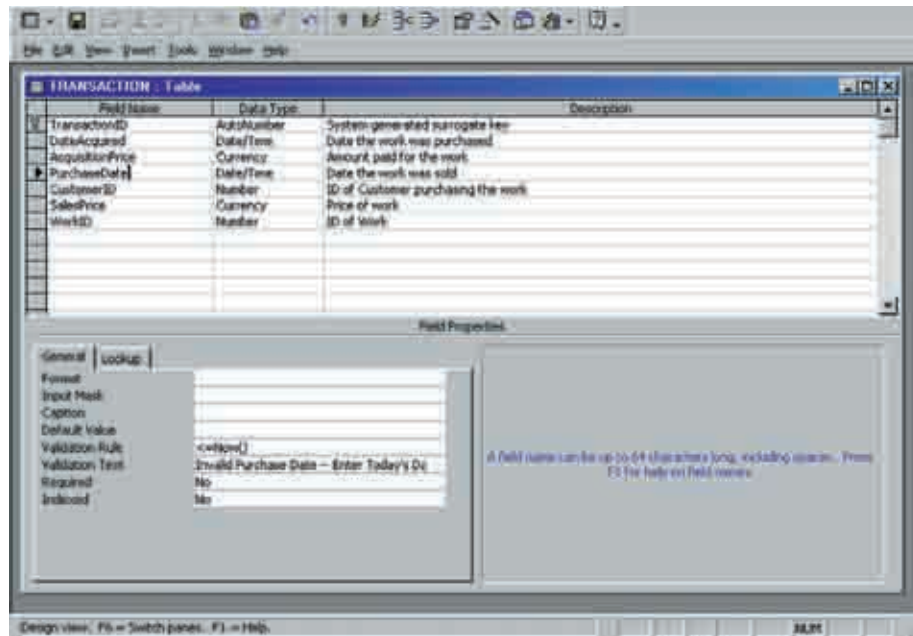 File Edit View Insert Tools Window Help
TRANSACTION : Table
Field Name Data Type Description
TransactionID AutoNumber System generated surrogate key
DateAcquired Date/Time Date the work was purchased
AcquisitionPrice Currency Amount paid for the work
PurchaseDate Date/Time Date the work was sold
CustomerID Number ID of Customer purchasing the work
SalesPrice Currency Price of work
WorkID Number ID of Work
Field Properties
General Lookup
Format
Input Mask
Caption
Default Value
Validation Rule <=Now()
Validation Text Invalid Purchase Date -- Enter Today's Da
Required No
Indexed No
A field name can be up to 64 characters long, including spaces. Press
F1 for help on field names.
Design view. F6 = Switch panes. F1 = Help. NUM